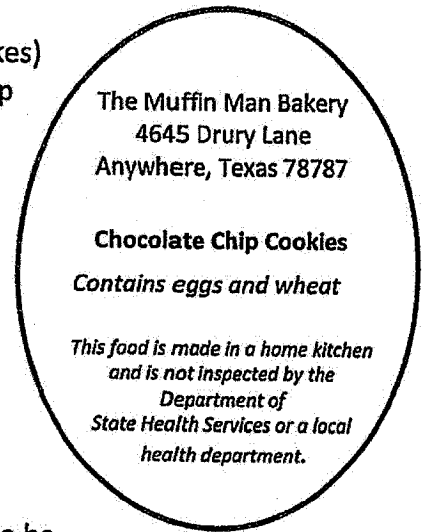 kes)
p
The Muffin Man Bakery
4645 Drury Lane
Anywhere, Texas 78787
Chocolate Chip Cookies
Contains eggs and wheat
This food is made in a home kitchen
and is not inspected by the
Department of
State Health Services or a local
health department.